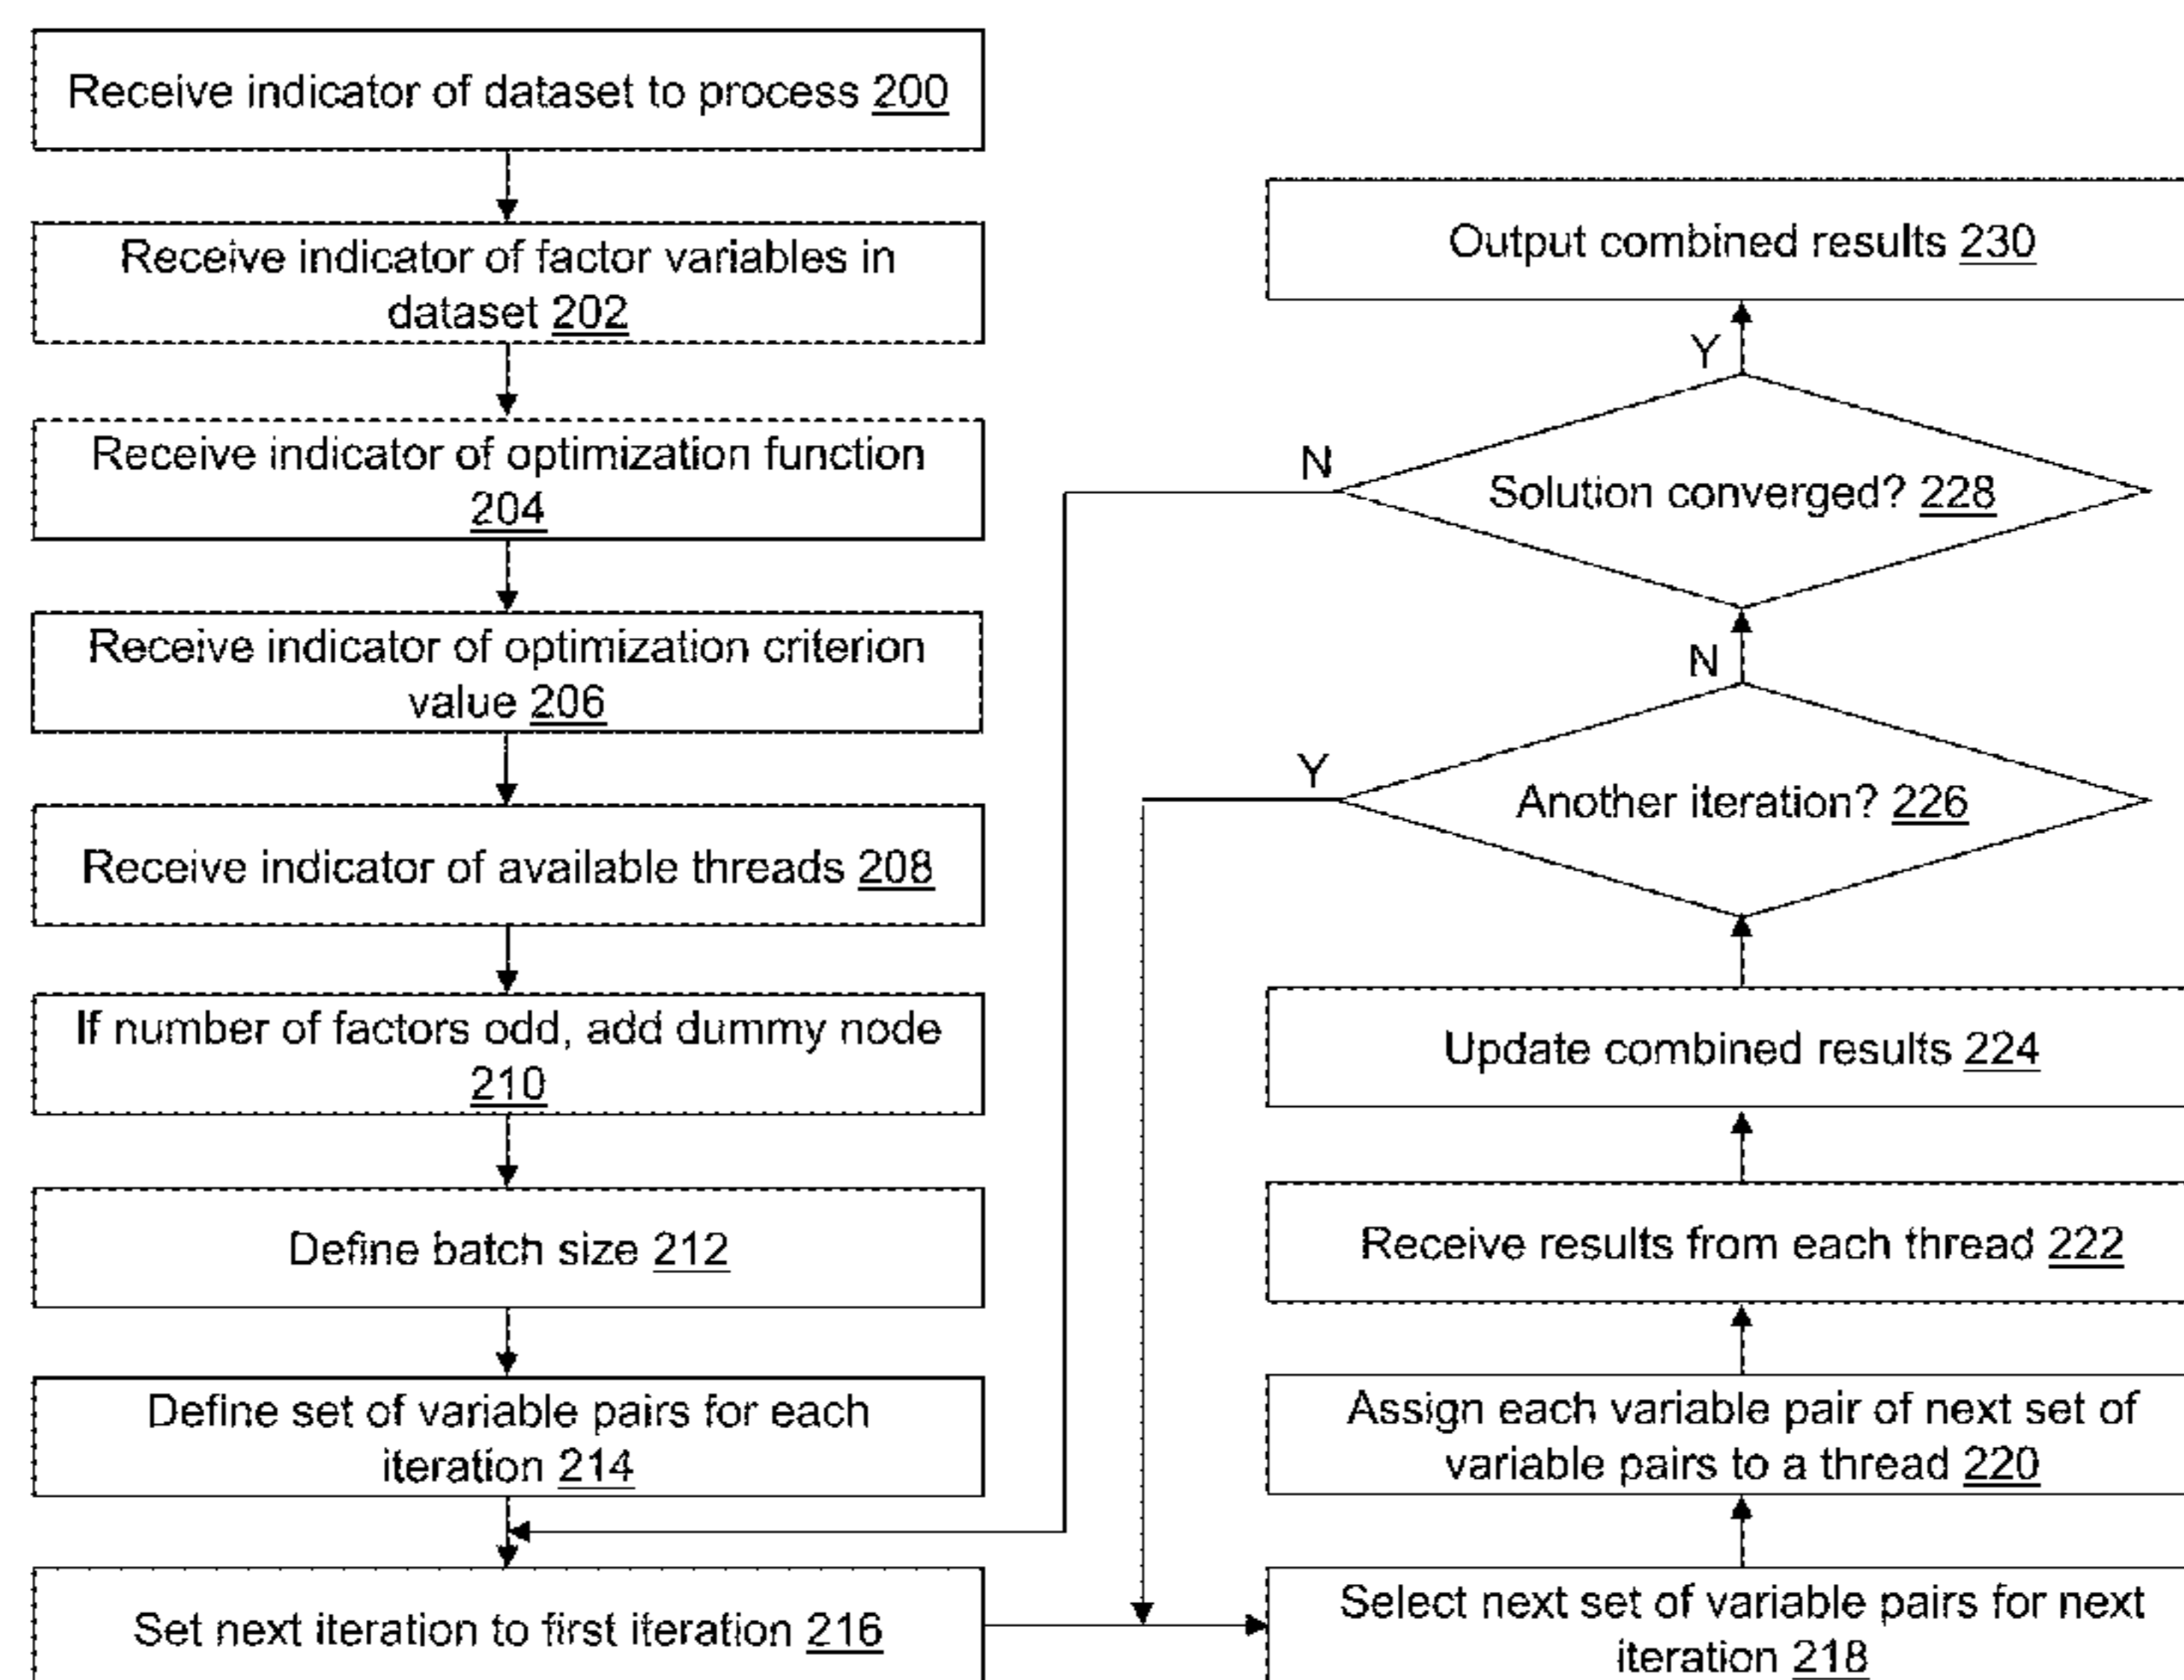 Receive indicator of dataset to process 200
Receive indicator of factor variables in
dataset 202
Receive indicator of optimization function
204
Receive indicator of optimization criterion
value 206
Receive indicator of available threads 208
If number of factors odd, add dummy node
210
Define batch size 212
Define set of variable pairs for each
iteration 214
Set next iteration to first iteration 216
Output combined results 230
Y
N
Solution converged? 228
N
Y
Another iteration? 226
Update combined results 224
Receive results from each thread 222
Assign each variable pair of next set of
variable pairs to a thread 220
Select next set of variable pairs for next
iteration 218